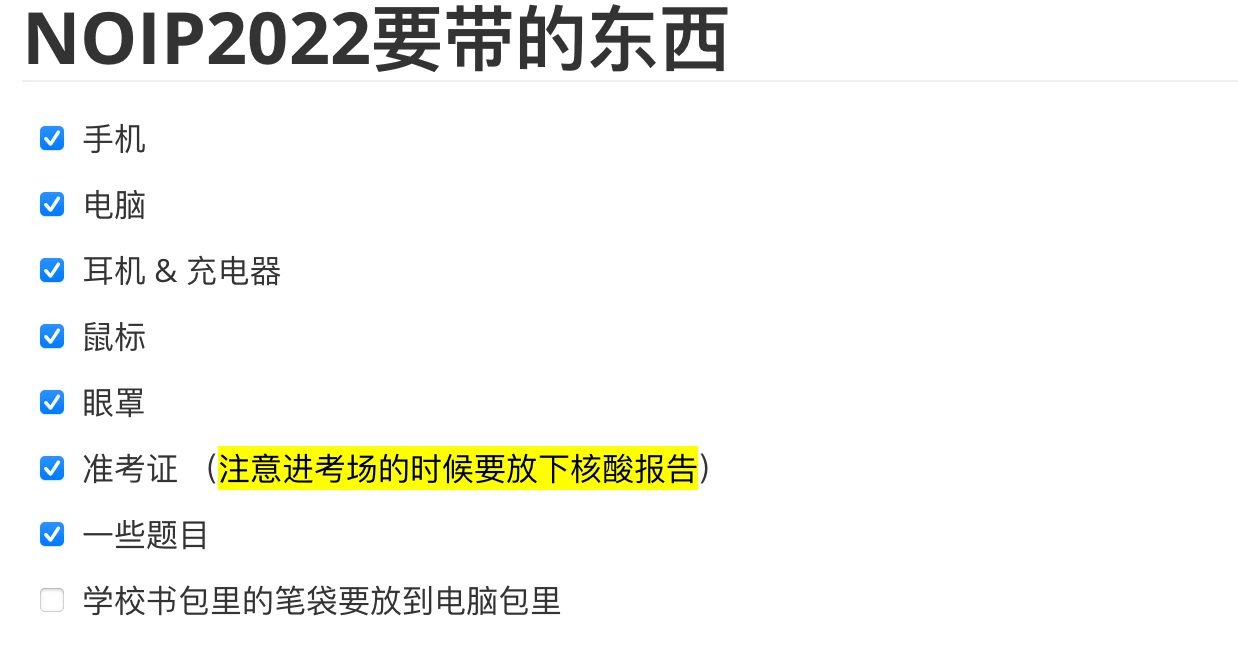 NOIP2022要带的东西
手机
电脑
耳机 & 充电器
鼠标
眼罩
准考证 （注意进考场的时候要放下核酸报告）
一些题目
学校书包里的笔袋要放到电脑包里